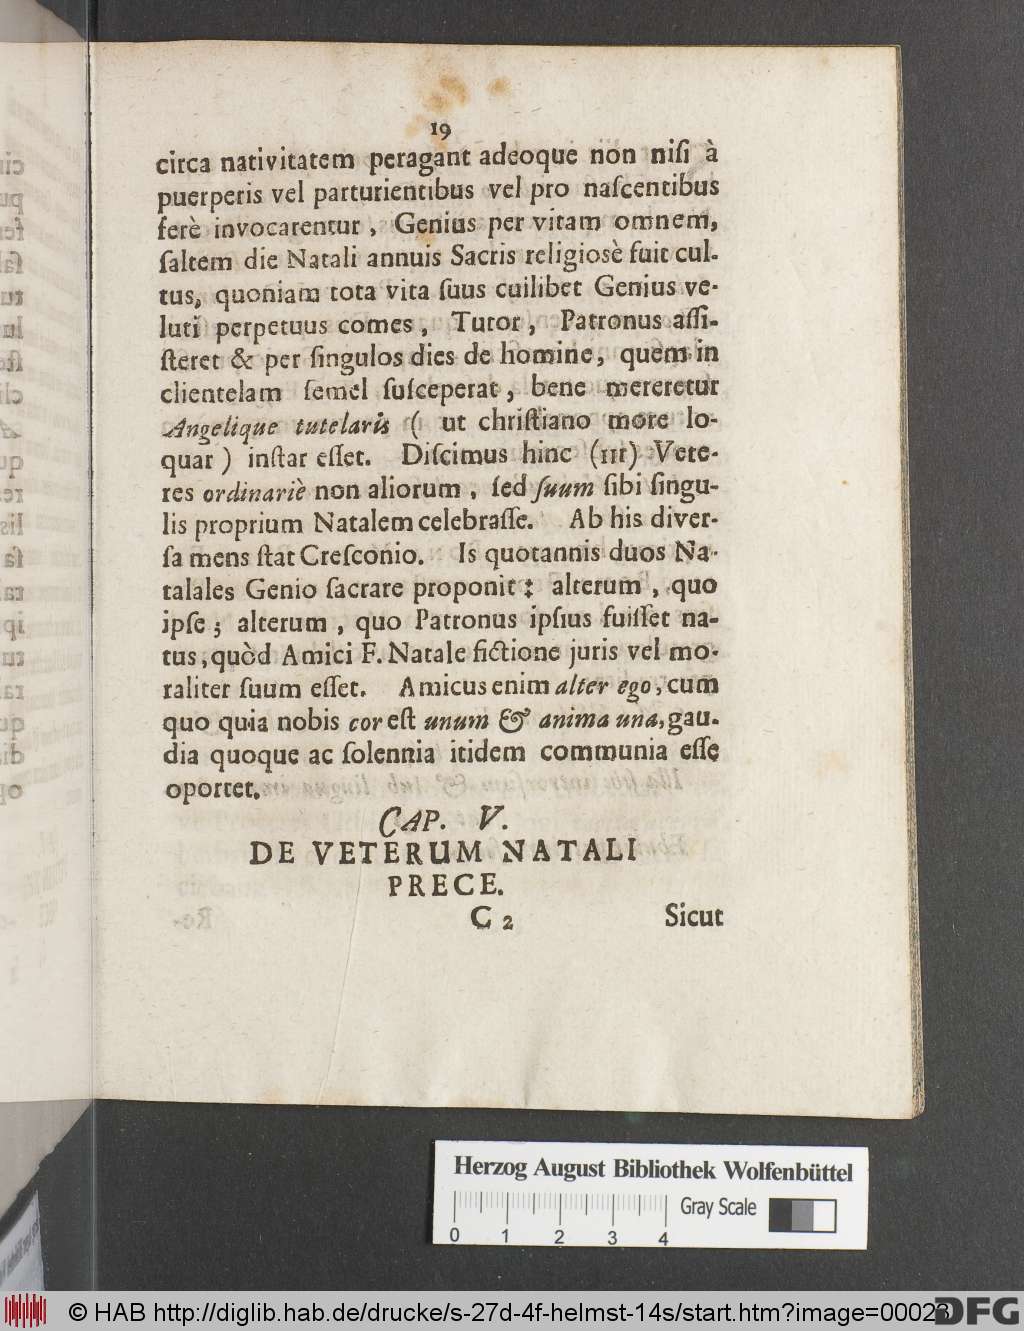 19
circa nativitatem peragant adeoque non niſi à
puerperis vel parturientibus vel pro naſcentibus
ferè invocarentur, Genius per vitam omnem,
ſaltem die Natali annuis Sacris religiosè fuit cul-
tus, quoniam tota vita ſuus cuilibet Genius ve-
luti perpetuus comes, Tutor, Patronus aſſi-
ſteret & per ſingulos dies de homine, quem in
clientelam ſemel ſuſceperat, bene mereretur
Angelique tutelaris ( ut chriſtiano more lo-
quar ) inſtar eſſet. Diſcimus hinc (III) Vete-
res ordinariè non aliorum, ſed ſuum ſibi ſingu-
lis proprium Natalem celebraſſe. Ab his diver-
ſa mens ſtat Creſconio. Is quotannis duos Na-
talales Genio ſacrare proponit: alterum, quo
ipſe; alterum, quo Patronus ipſius fuiſſet na-
tus, quòd Amici F. Natale fictione juris vel mo-
raliter ſuum eſſet. Amicus enim alter ego, cum
quo quia nobis cor eſt unum & anima una, gau-
dia quoque ac ſolennia itidem communia eſſe
oportet.
CAP. V.
DE VETERUM NATALI
PRECE.
C 2 Sicut
Herzog August Bibliothek Wolfenbüttel
Gray Scale
0 1 2 3 4
© HAB http://diglib.hab.de/drucke/s-27d-4f-helmst-14s/start.htm?image=00023
DFG